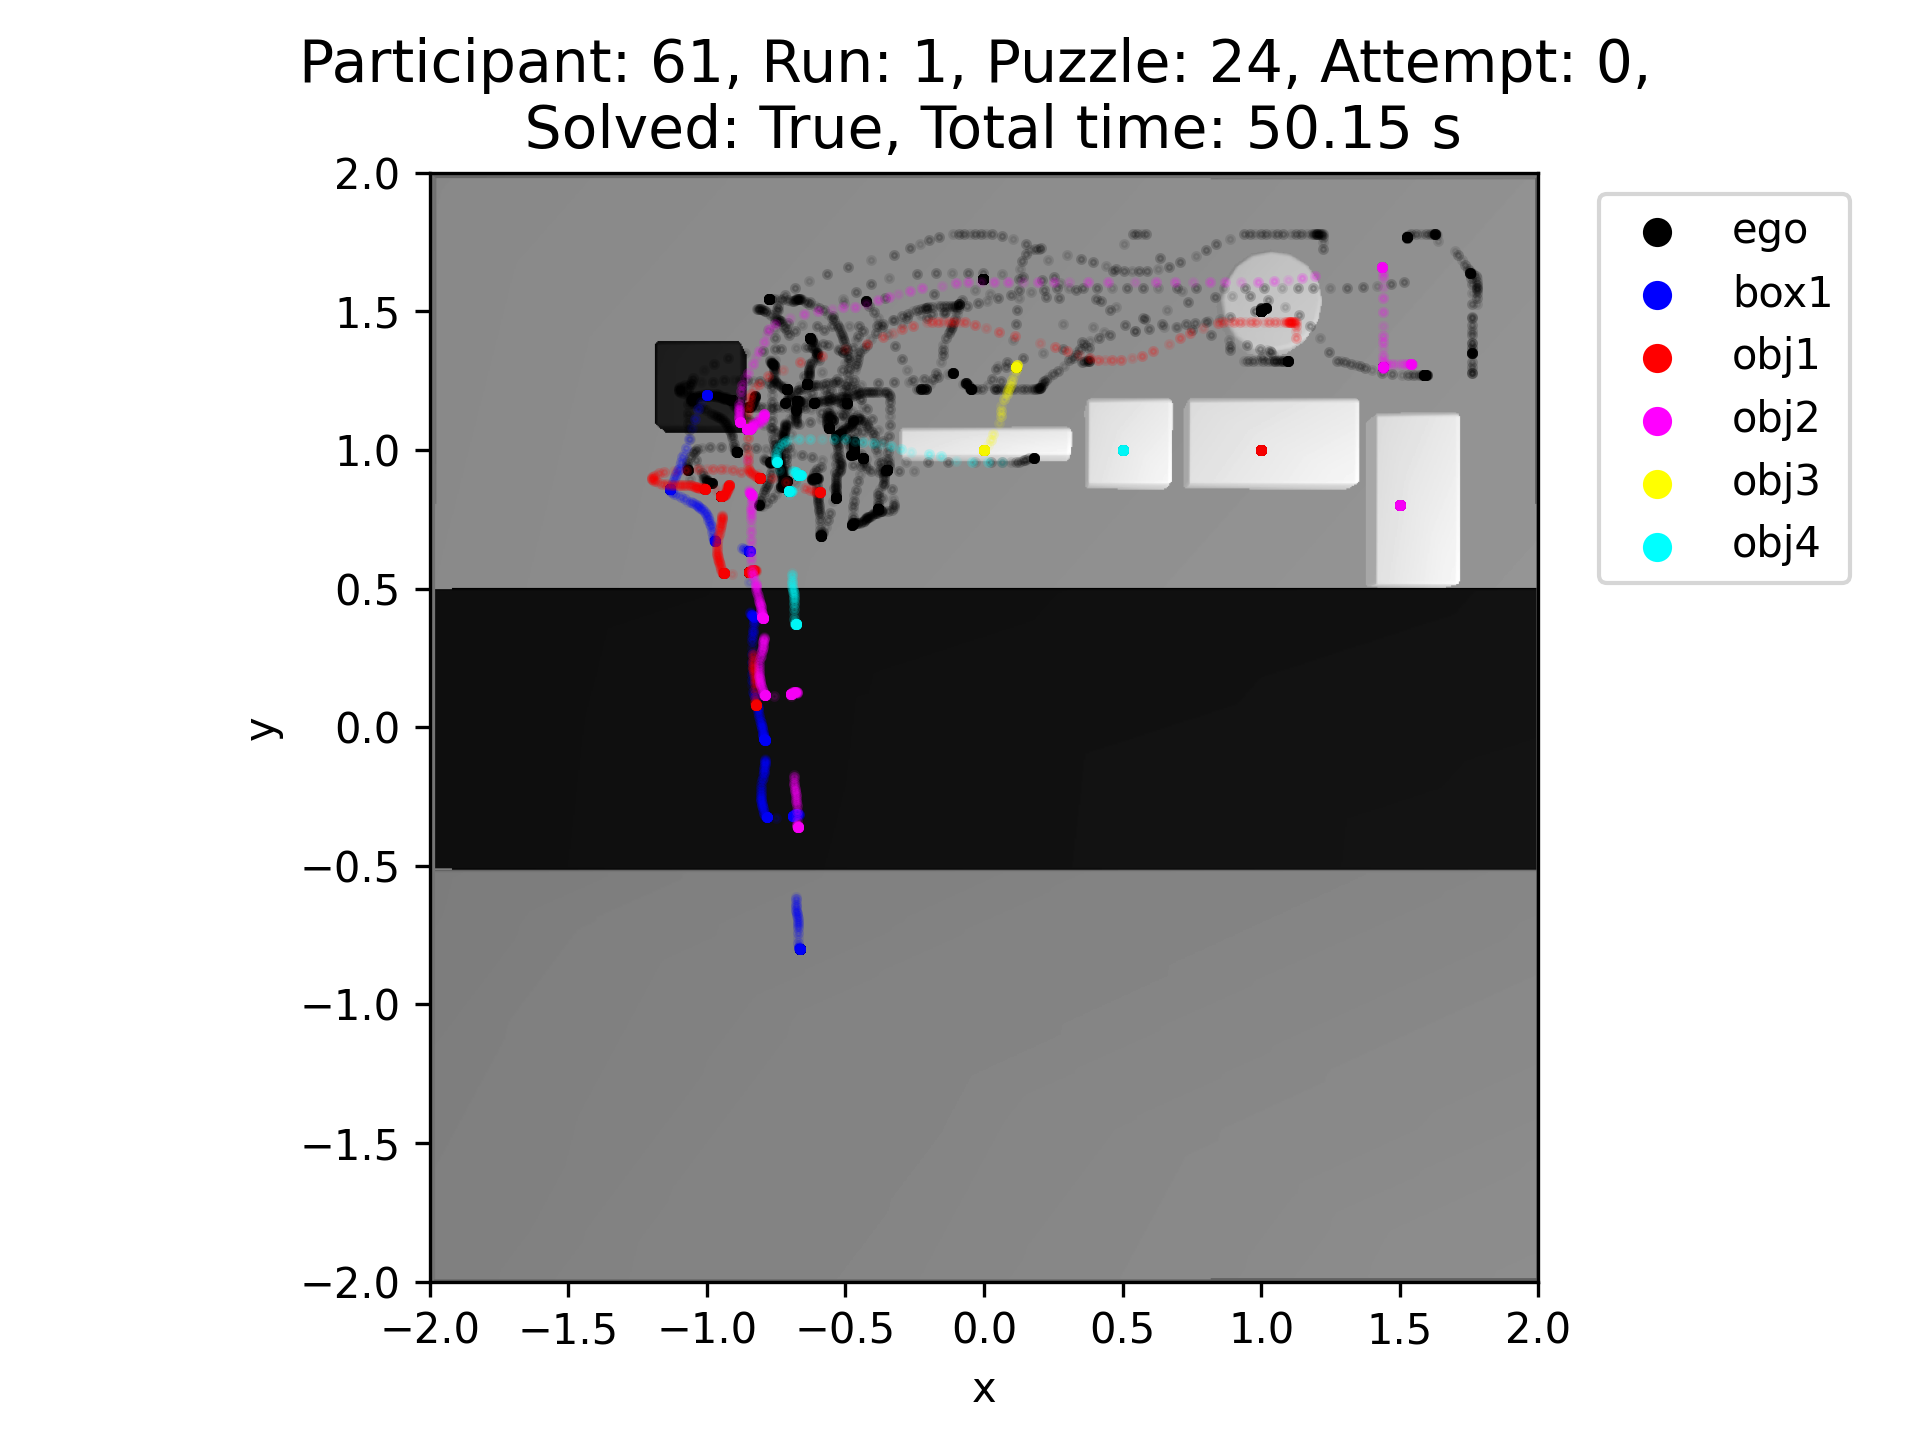 Participant: 61, Run: 1, Puzzle: 24, Attempt: 0,
Solved: True, Total time: 50.15 s
2.0
1.5
1.0
0.5
0.0
−0.5
−1.0
−1.5
−2.0
y
−2.0 −1.5 −1.0 −0.5 0.0 0.5 1.0 1.5 2.0
x
ego
box1
obj1
obj2
obj3
obj4